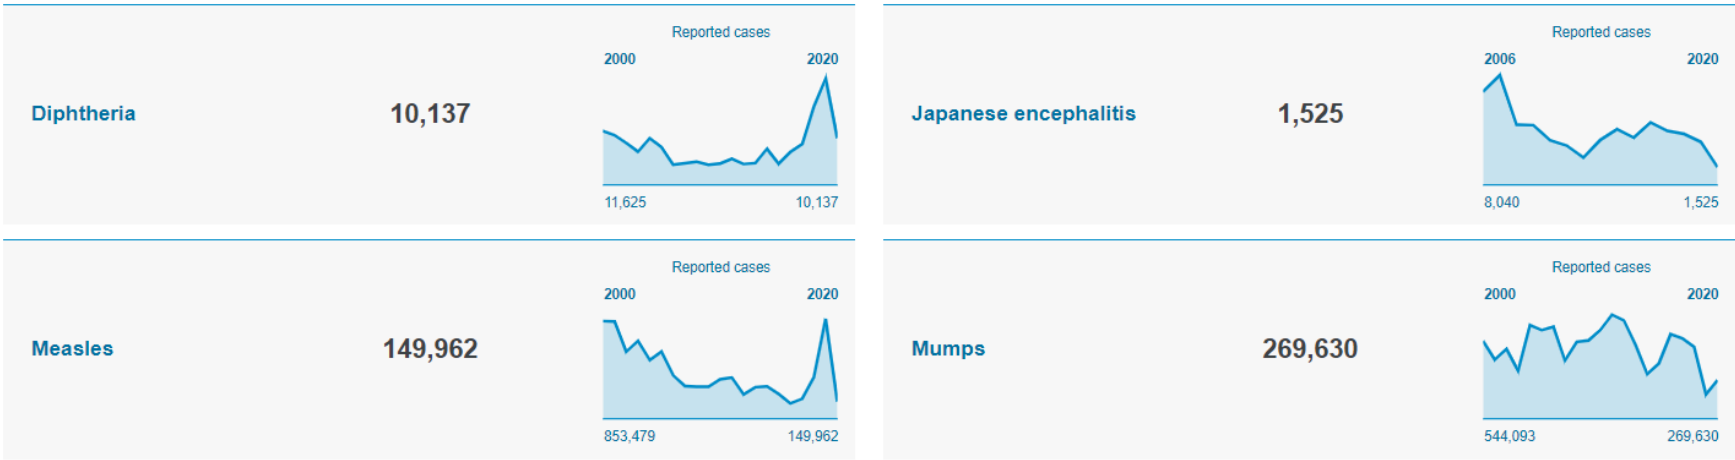 Reported cases
2000 2020
Diphtheria 10,137
11,625 10,137
Reported cases
2006 2020
Japanese encephalitis 1,525
8,040 1,525
Reported cases
2000 2020
Measles 149,962
853,479 149,962
Reported cases
2000 2020
Mumps 269,630
544,093 269,630